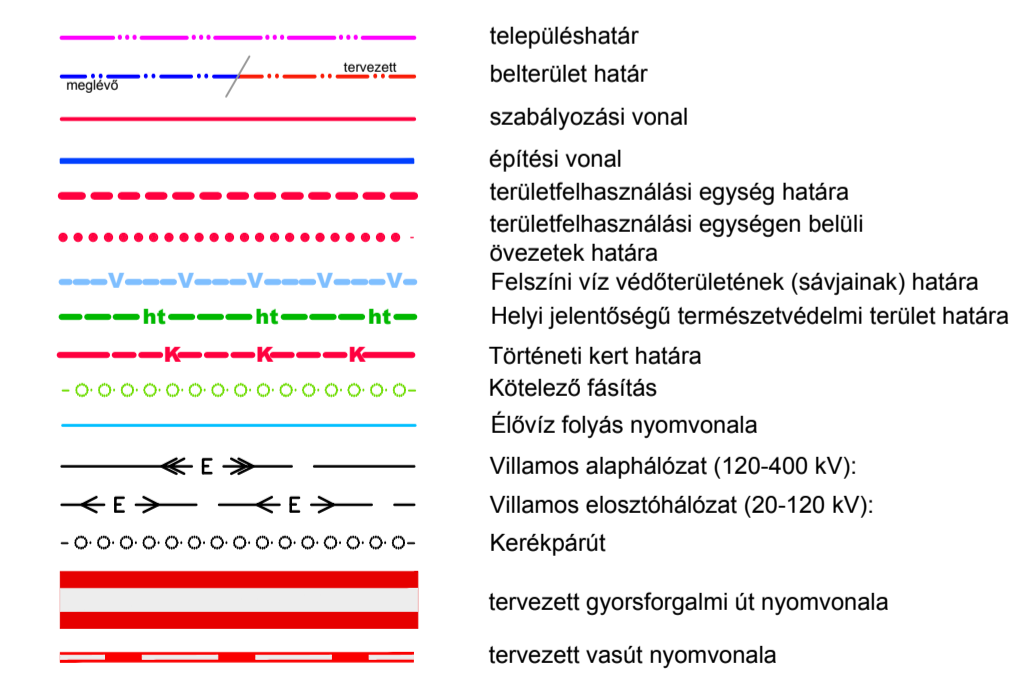 településhatár
tervezett
belterület határ
meglévő
szabályozási vonal
építési vonal
területfelhasználási egység határa
területfelhasználási egységen belüli
övezetek határa
V V V V V Felszíni víz védőterületének (sávjainak) határa
ht ht ht Helyi jelentőségű természetvédelmi terület határa
K K K Történeti kert határa
Kötelező fásítás
Élővíz folyás nyomvonala
E Villamos alaphálózat (120-400 kV):
E E Villamos elosztóhálózat (20-120 kV):
Kerékpárút
tervezett gyorsforgalmi út nyomvonala
tervezett vasút nyomvonala